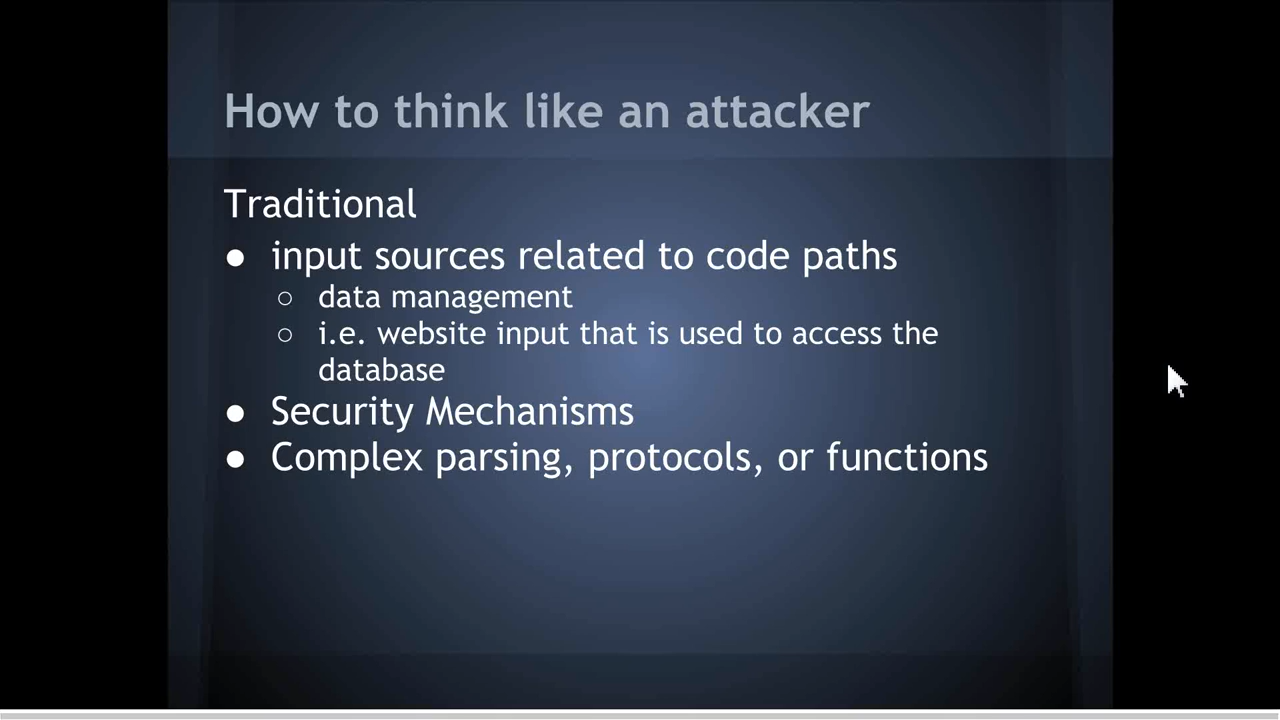 How to think like an attacker
Traditional
● input sources related to code paths
○ data management
○ i.e. website input that is used to access the
database
● Security Mechanisms
● Complex parsing, protocols, or functions